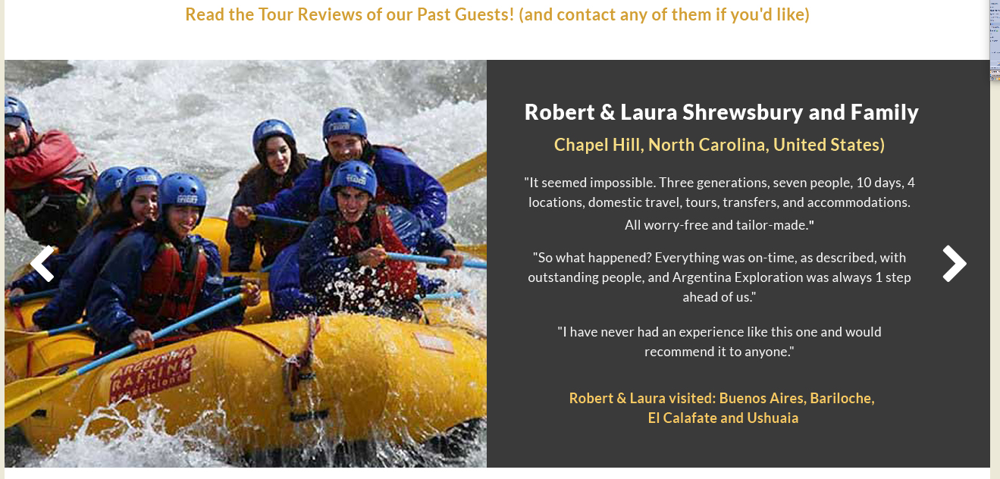 Read the Tour Reviews of our Past Guests! (and contact any of them if you'd like)
Robert & Laura Shrewsbury and Family
Chapel Hill, North Carolina, United States)
"It seemed impossible. Three generations, seven people, 10 days, 4
locations, domestic travel, tours, transfers, and accommodations.
All worry-free and tailor-made."
"So what happened? Everything was on-time, as described, with
outstanding people, and Argentina Exploration was always 1 step
ahead of us."
"I have never had an experience like this one and would
recommend it to anyone."
Robert & Laura visited: Buenos Aires, Bariloche,
El Calafate and Ushuaia
ARGENTINA
RAFTING